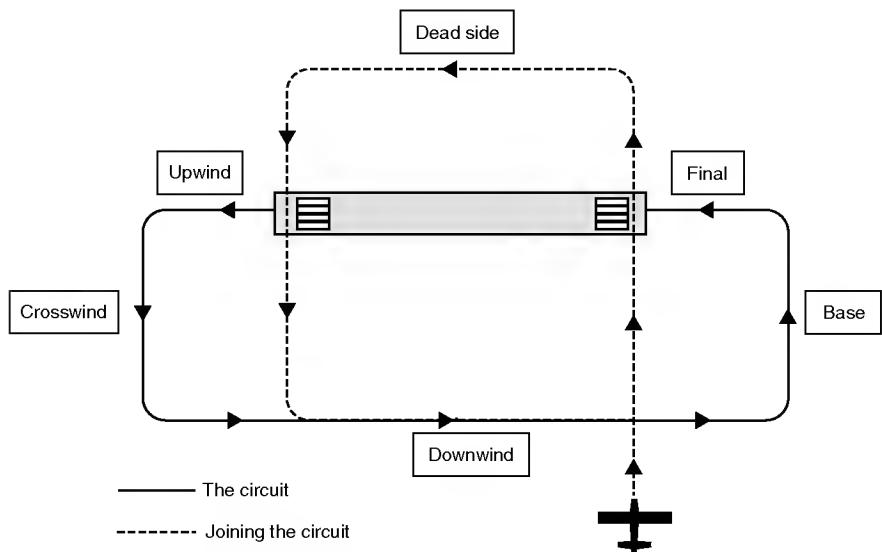 Dead side
Upwind
Final
Crosswind
Base
Downwind
The circuit
Joining the circuit